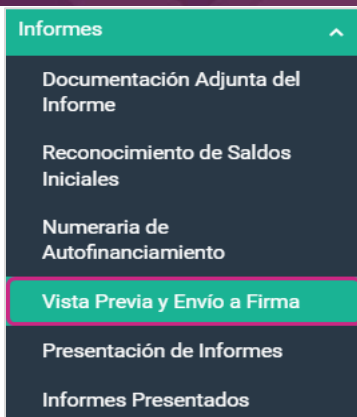 Informes
Documentación Adjunta del
Informe
Reconocimiento de Saldos
Iniciales
Numeraria de
Autofinanciamiento
Vista Previa y Envío a Firma
Presentación de Informes
Informes Presentados